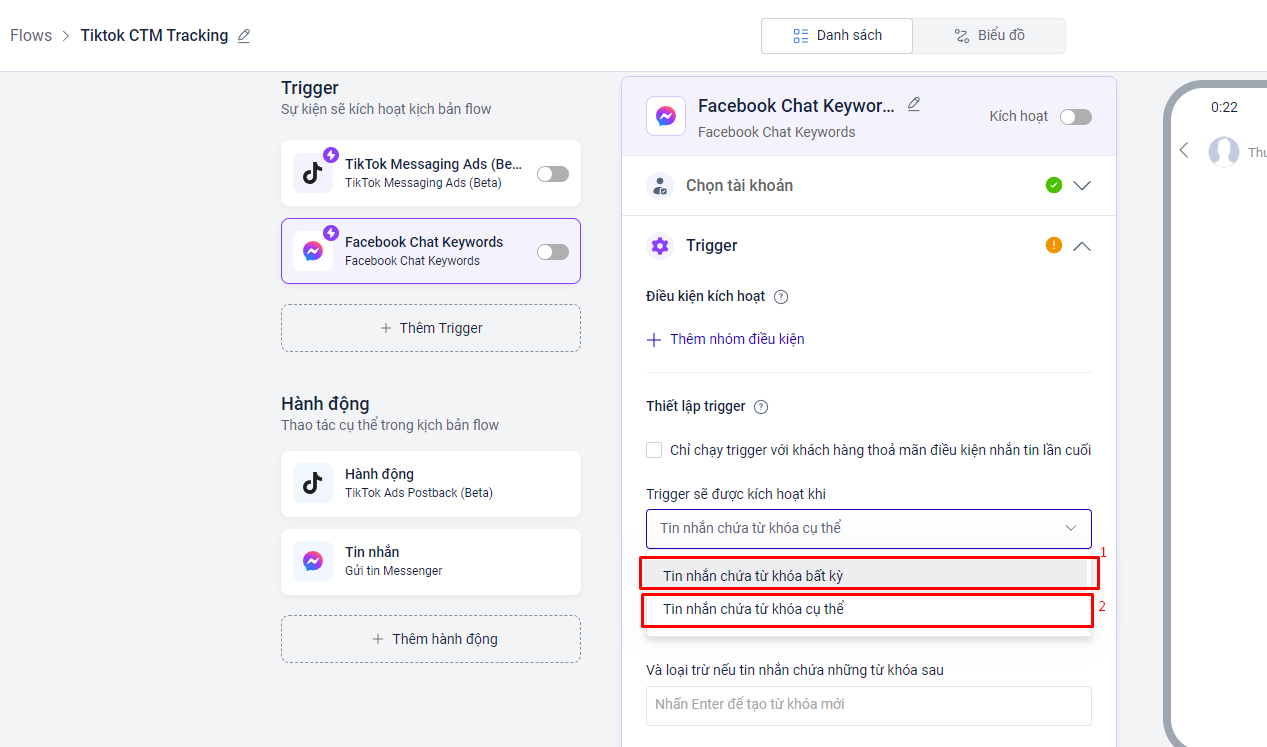 Flows > Tiktok CTM Tracking
Danh sách
Biểu đồ
Trigger
Sự kiện sẽ kích hoạt kịch bản flow
TikTok Messaging Ads (Be...
TikTok Messaging Ads (Beta)
Facebook Chat Keywords
Facebook Chat Keywords
+ Thêm Trigger
Hành động
Thao tác cụ thể trong kịch bản flow
Hành động
TikTok Ads Postback (Beta)
Tin nhắn
Gửi tin Messenger
+ Thêm hành động
Facebook Chat Keywor...
Facebook Chat Keywords
Kích hoạt
Chọn tài khoản
Trigger
Điều kiện kích hoạt
+ Thêm nhóm điều kiện
Thiết lập trigger
Chỉ chạy trigger với khách hàng thoả mãn điều kiện nhắn tin lần cuối
Trigger sẽ được kích hoạt khi
Tin nhắn chứa từ khóa cụ thể
1
Tin nhắn chứa từ khóa bất kỳ
Tin nhắn chứa từ khóa cụ thể
2
Và loại trừ nếu tin nhắn chứa những từ khóa sau
Nhấn Enter để tạo từ khóa mới
0:22
Thu